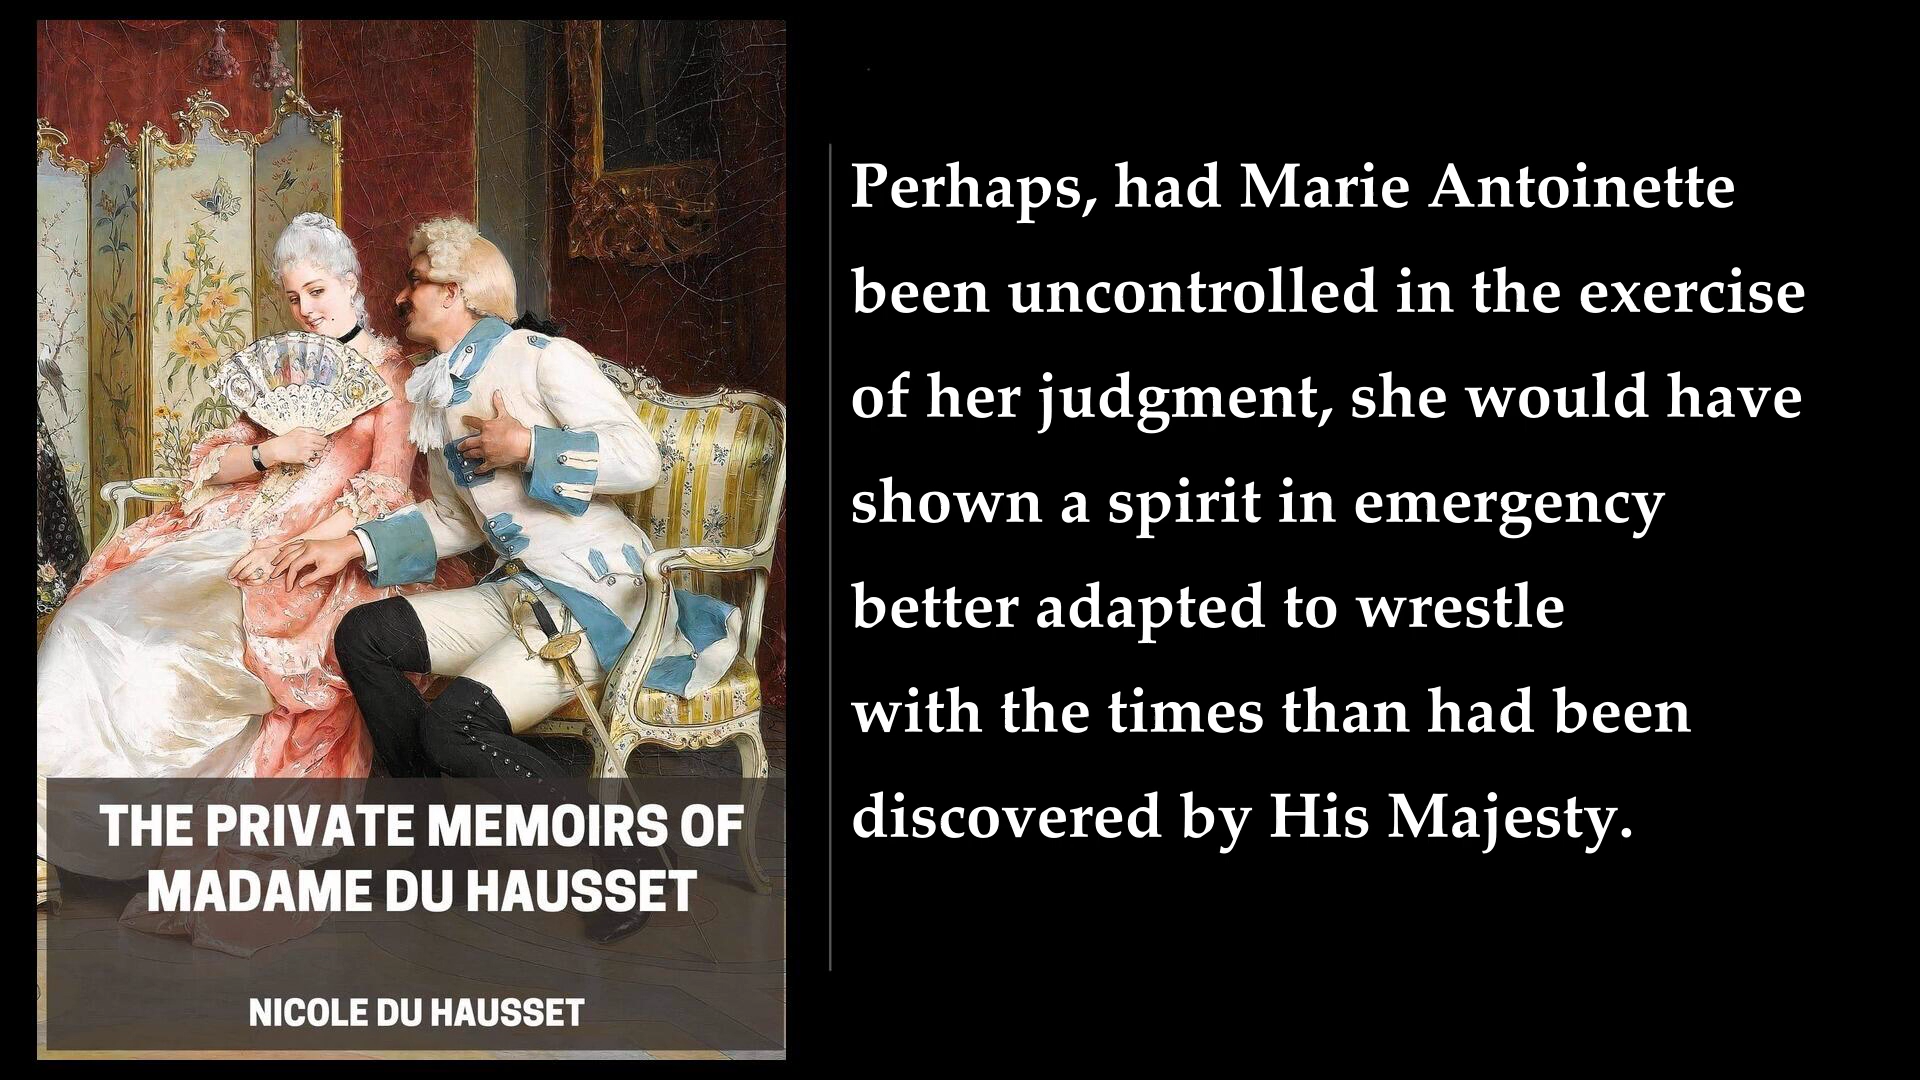 THE PRIVATE MEMOIRS OF
MADAME DU HAUSSET
NICOLE DU HAUSSET
Perhaps, had Marie Antoinette
been uncontrolled in the exercise
of her judgment, she would have
shown a spirit in emergency
better adapted to wrestle
with the times than had been
discovered by His Majesty.